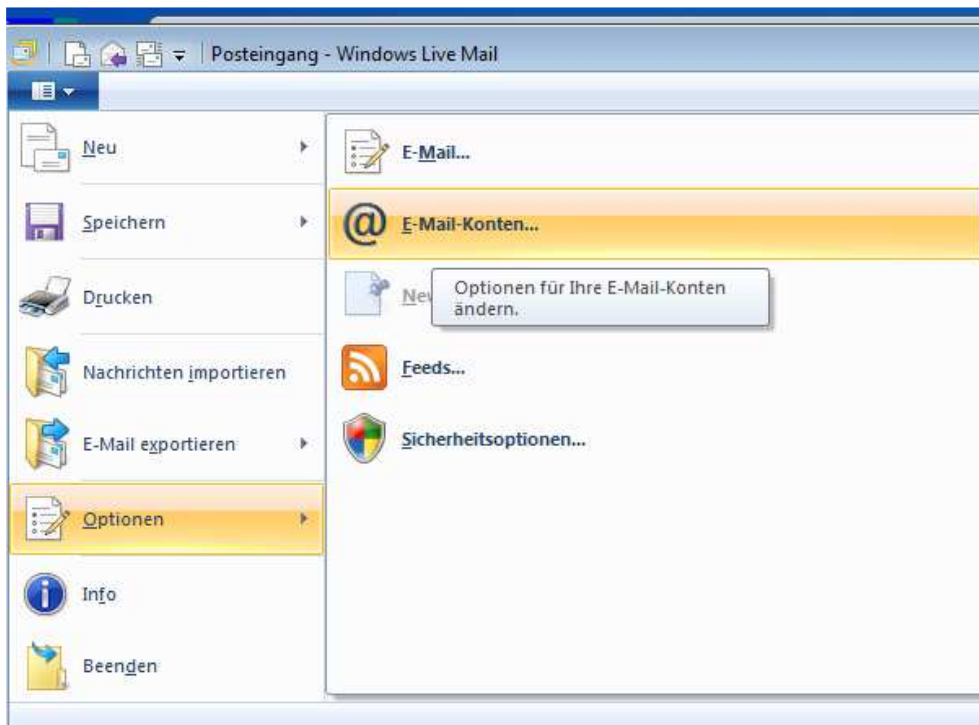 Posteingang - Windows Live Mail
Neu
Speichern
Drucken
Nachrichten importieren
E-Mail exportieren
Optionen
Info
Beenden
E-Mail...
@ E-Mail-Konten...
Optionen für Ihre E-Mail-Konten
ändern.
Feeds...
Sicherheitsoptionen...